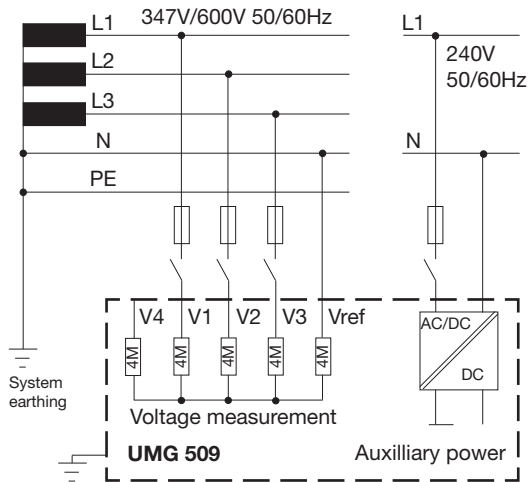 L1 347V/600V 50/60Hz
L2
L3
N
PE
L1
240V
50/60Hz
N
V4 V1 V2 V3 Vref
4M 4M 4M 4M 4M
AC/DC
DC
System
earthing
Voltage measurement
UMG 509
Auxilliary power